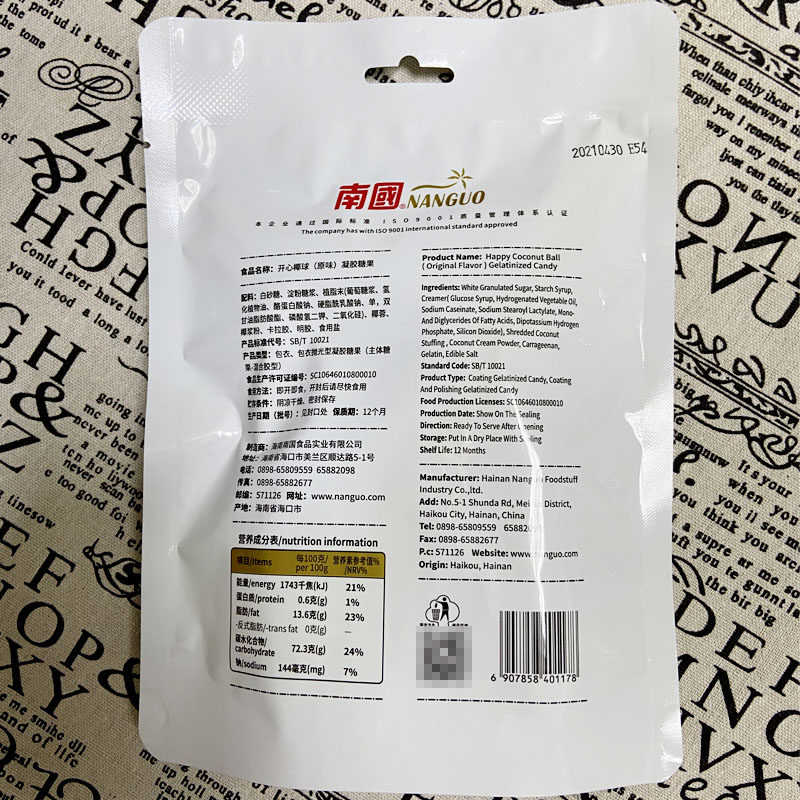 20210430 E54
南國® NANGUO
本企业通过国际标准 ISO9001质量管理体系认证
The company has with ISO 9001 international standard approved
食品名称：开心椰球（原味）凝胶糖果
配料：白砂糖、淀粉糖浆、植脂末(葡萄糖浆、氢
化植物油、酪蛋白酸钠、硬脂酰乳酸钠、单，双
甘油脂肪酸酯、磷酸氢二钾、二氧化硅)、椰蓉、
椰浆粉、卡拉胶、明胶、食用盐
产品标准代号：SB/T 10021
产品类型：包衣、包衣抛光型凝胶糖果（主体糖
果-混合胶型）
食品生产许可证编号：SC10646010800010
食用方法：即开即食，开封后请尽快食用
贮存条件：阴凉干燥、密封保存
生产日期（批号）：见封口处 保质期：12个月
制造商：海南南国食品实业有限公司
地址：海南省海口市美兰区顺达路5-1号
电话：0898-65809559 65882098
传真：0898-65882677
邮编：571126 网址：www.nanguo.com
产地：海南省海口市
营养成分表/nutrition information
项目/Items 每100克/per 100g 营养素参考值%/NRV%
能量/energy 1743千焦(kJ) 21%
蛋白质/protein 0.6克(g) 1%
脂肪/fat 13.6克(g) 23%
-反式脂肪/-trans fat 0克(g) —
碳水化合物/carbohydrate 72.3克(g) 24%
钠/sodium 144毫克(mg) 7%
Product Name: Happy Coconut Ball
( Original Flavor ) Gelatinized Candy
Ingredients: White Granulated Sugar, Starch Syrup,
Creamer( Glucose Syrup, Hydrogenated Vegetable Oil,
Sodium Caseinate, Sodium Stearoyl Lactylate, Mono-
And Diglycerides Of Fatty Acids, Dipotassium Hydrogen
Phosphate, Silicon Dioxide), Shredded Coconut
Stuffing , Coconut Cream Powder, Carrageenan,
Gelatin, Edible Salt
Standard Code: SB/T 10021
Product Type: Coating Gelatinized Candy, Coating
And Polishing Gelatinized Candy
Food Production Licenses: SC10646010800010
Production Date: Show On The Sealing
Direction: Ready To Serve After Opening
Storage: Put In A Dry Place With Sealing
Shelf Life: 12 Months
Manufacturer: Hainan Nanguo Foodstuff
Industry Co.,ltd.
Add: No.5-1 Shunda Rd, Meilan District,
Haikou City, Hainan, China
Tel: 0898-65809559 65882098
Fax: 0898-65882677
P.c: 571126 Website: www.nanguo.com
Origin: Haikou, Hainan
6 907858 401178